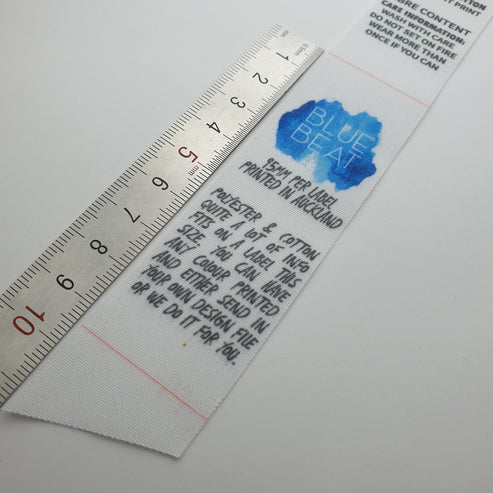 TTON
T PRINT
BRE CONTENT
CARE INFORMATION:
WASH WITH CARE
DO NOT SET ON FIRE
WEAR MORE THAN
ONCE IF YOU CAN
BLUE
BEAT
95MM PER LABEL
PRINTED IN AUCKLAND
POLYESTER & COTTON
QUITE A LOT OF INFO
FITS ON A LABEL THIS
SIZE YOU CAN HAVE
ANY COLOUR PRINTED
AND EITHER SEND IN
YOUR OWN DESIGN FILE
OR WE DO IT FOR YOU.
1
2
3
4
5
6
7
8
9
10